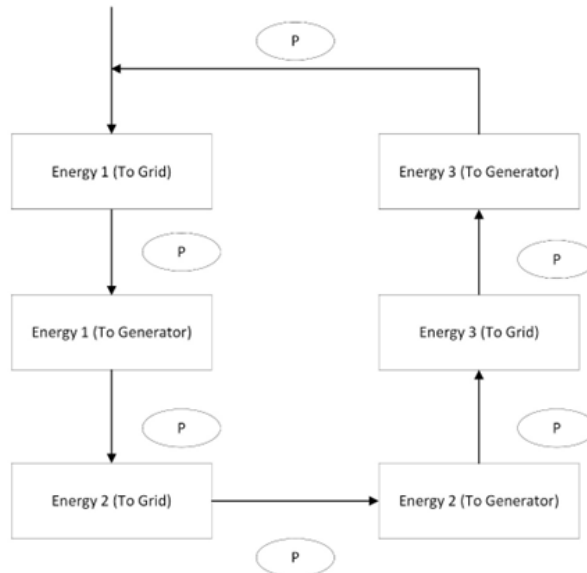 P
Energy 1 (To Grid)
Energy 3 (To Generator)
P
P
Energy 1 (To Generator)
Energy 3 (To Grid)
P
P
Energy 2 (To Grid)
Energy 2 (To Generator)
P